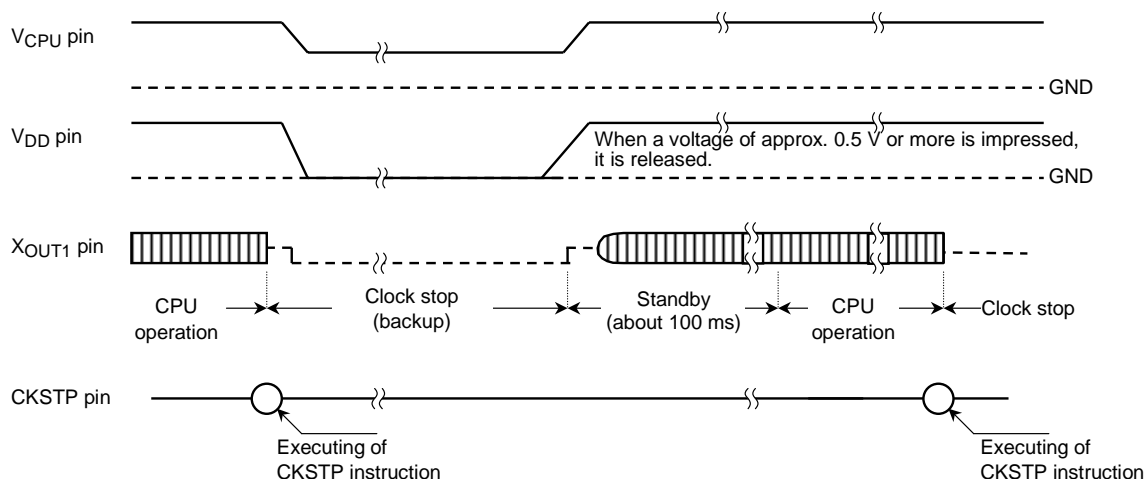 VCPU pin
GND
VDD pin
When a voltage of approx. 0.5 V or more is impressed,
it is released.
GND
XOUT1 pin
CPU
operation
Clock stop
(backup)
Standby
(about 100 ms)
CPU
operation
Clock stop
CKSTP pin
Executing of
CKSTP instruction
Executing of
CKSTP instruction